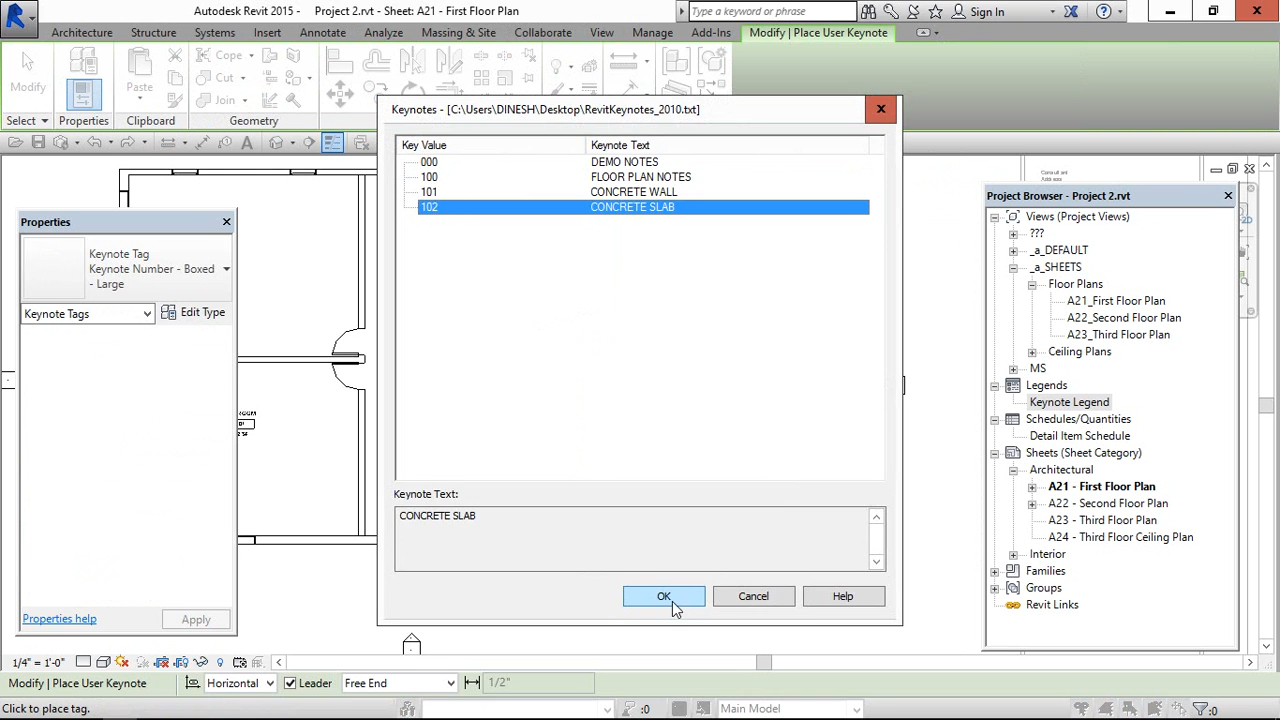 Autodesk Revit 2015 - Project 2.rvt - Sheet: A21 - First Floor Plan
Type a keyword or phrase
Sign In
Architecture Structure Systems Insert Annotate Analyze Massing & Site Collaborate View Manage Add-Ins Modify | Place User Keynote
Modify
Paste
Cope
Cut
Join
Select Properties Clipboard Geometry
Keynotes - [C:\Users\DINESH\Desktop\RevitKeynotes_2010.txt]
Key Value Keynote Text
000 DEMO NOTES
100 FLOOR PLAN NOTES
101 CONCRETE WALL
102 CONCRETE SLAB
Keynote Text:
CONCRETE SLAB
OK Cancel Help
Properties
Keynote Tag
Keynote Number - Boxed
- Large
Keynote Tags
Edit Type
Properties help
Apply
Project Browser - Project 2.rvt
Views (Project Views)
???
_a_DEFAULT
_a_SHEETS
Floor Plans
A21_First Floor Plan
A22_Second Floor Plan
A23_Third Floor Plan
Ceiling Plans
MS
Legends
Keynote Legend
Schedules/Quantities
Detail Item Schedule
Sheets (Sheet Category)
Architectural
A21 - First Floor Plan
A22 - Second Floor Plan
A23 - Third Floor Plan
A24 - Third Floor Ceiling Plan
Interior
Families
Groups
Revit Links
1/4" = 1'-0"
Modify | Place User Keynote
Horizontal
Leader
Free End
1/2"
Click to place tag.
:0
Main Model
:0